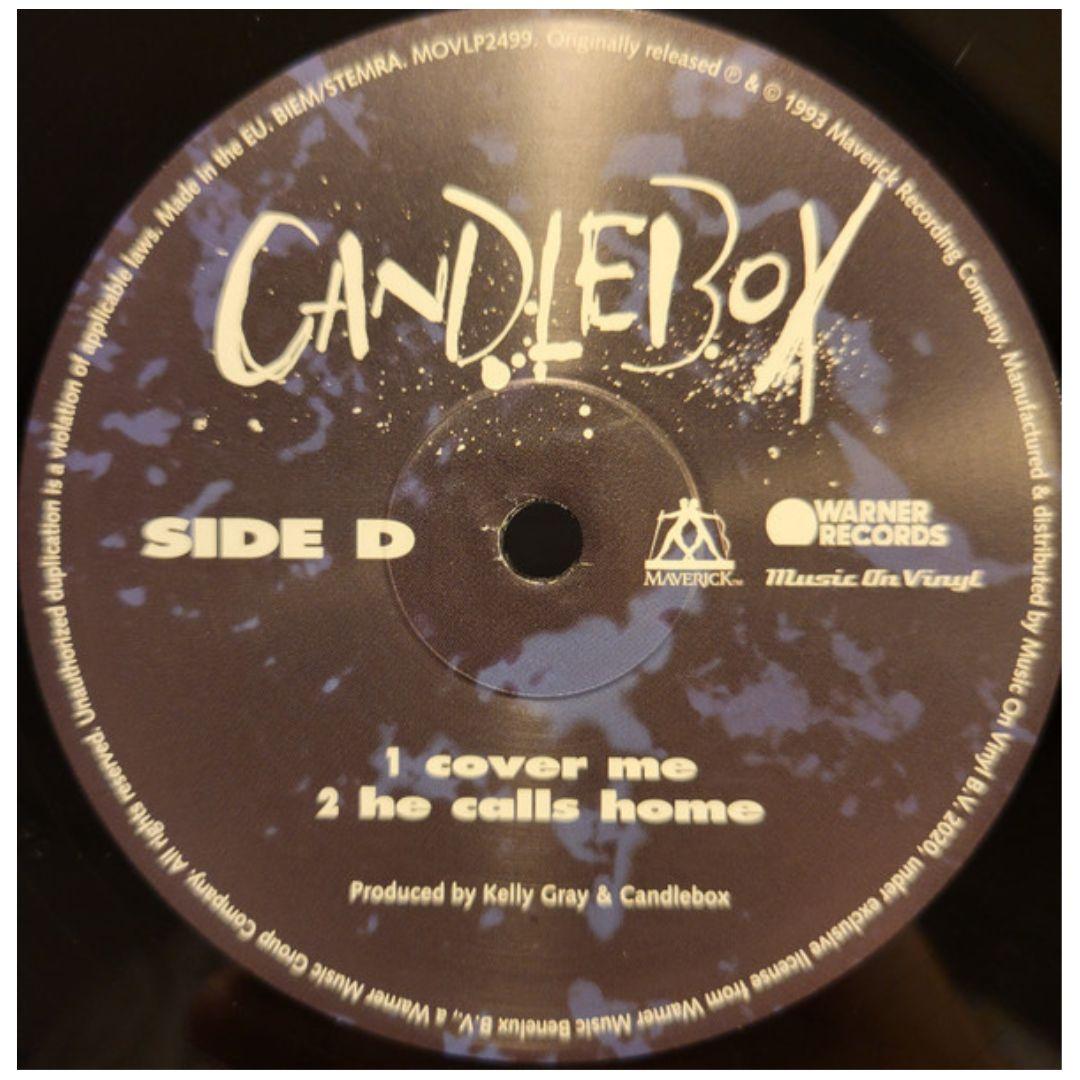 CANDLEBOX
SIDE D
MAVERICK™
WARNER
RECORDS
Music On Vinyl
1 cover me
2 he calls home
Produced by Kelly Gray & Candlebox
Originally released ℗ & © 1993 Maverick Recording Company. Manufactured & distributed by Music On Vinyl B.V. 2020, under exclusive license from Warner Music Benelux B.V., a Warner Music Group Company. All rights reserved. Unauthorized duplication is a violation of applicable laws. Made in the EU. BIEM/STEMRA. MOVLP2499.